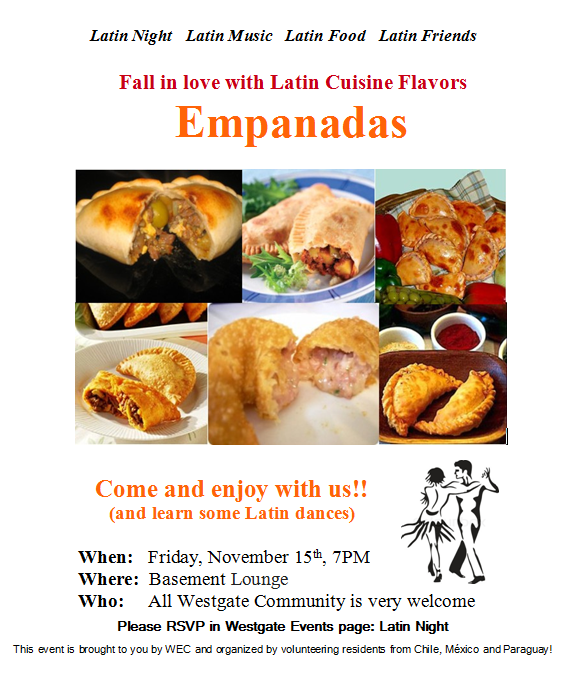 Latin Night Latin Music Latin Food Latin Friends
Fall in love with Latin Cuisine Flavors
Empanadas
Come and enjoy with us!!
(and learn some Latin dances)
When: Friday, November 15th, 7PM
Where: Basement Lounge
Who: All Westgate Community is very welcome
Please RSVP in Westgate Events page: Latin Night
This event is brought to you by WEC and organized by volunteering residents from Chile, México and Paraguay!